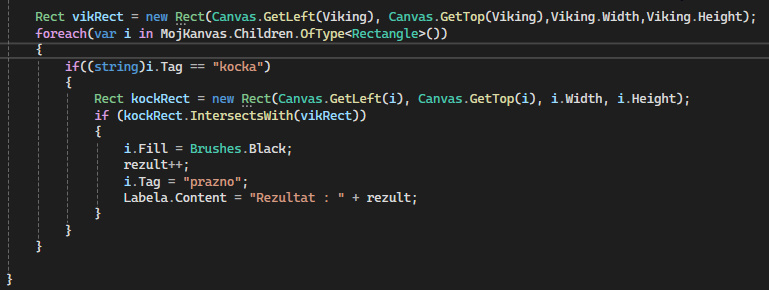 Rect vikRect = new Rect(Canvas.GetLeft(Viking), Canvas.GetTop(Viking),Viking.Width,Viking.Height);
foreach(var i in MojKanvas.Children.OfType<Rectangle>())
{
if((string)i.Tag == "kocka")
{
Rect kockRect = new Rect(Canvas.GetLeft(i), Canvas.GetTop(i), i.Width, i.Height);
if (kockRect.IntersectsWith(vikRect))
{
i.Fill = Brushes.Black;
rezult++;
i.Tag = "prazno";
Labela.Content = "Rezultat : " + rezult;
}
}
}
}